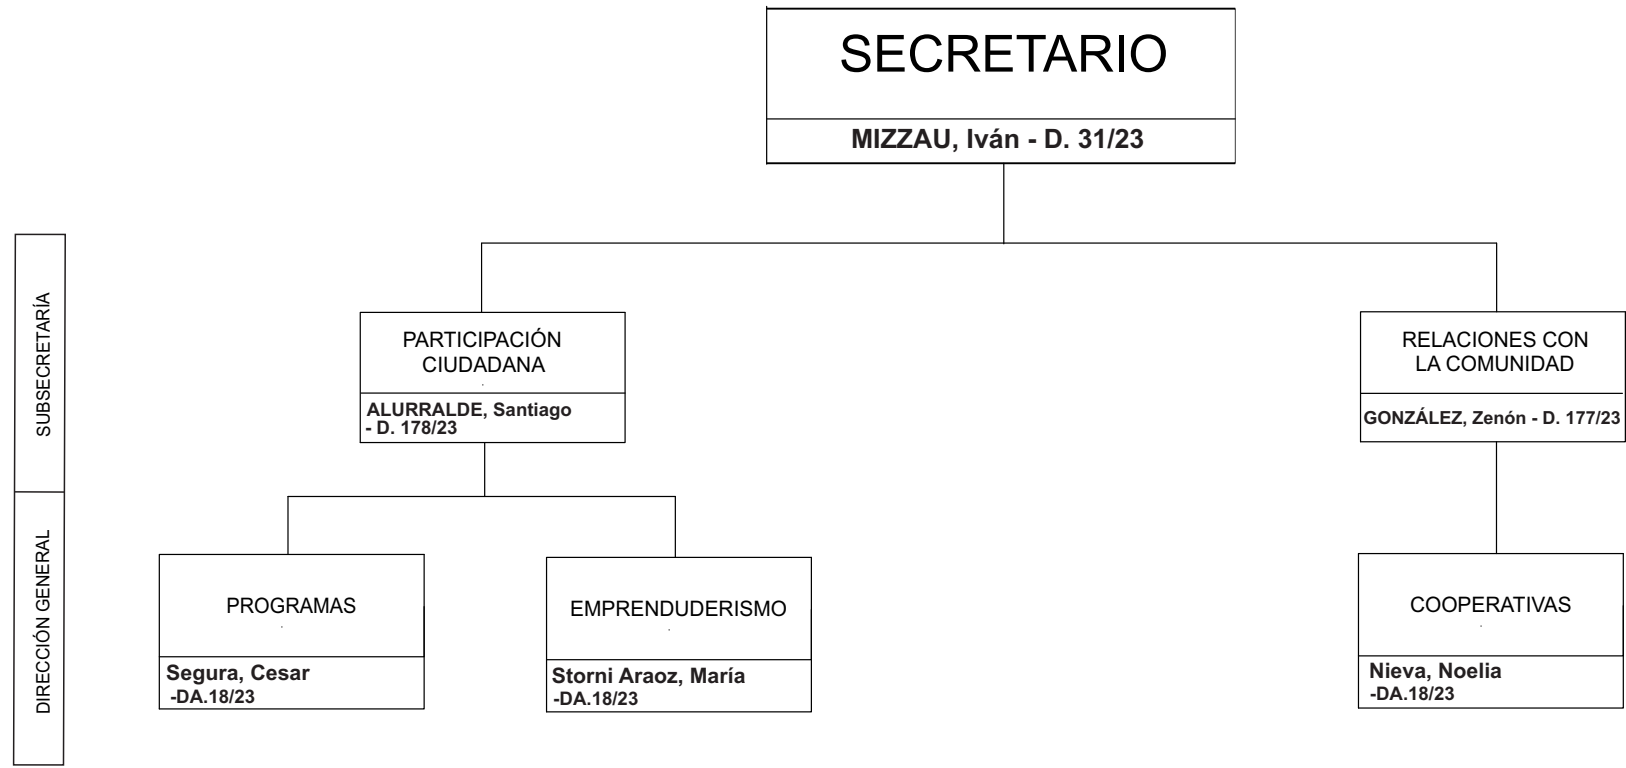 SECRETARIO
MIZZAU, Iván - D. 31/23
SUBSECRETARÍA
PARTICIPACIÓN
CIUDADANA
ALURRALDE, Santiago
- D. 178/23
RELACIONES CON
LA COMUNIDAD
GONZÁLEZ, Zenón - D. 177/23
DIRECCIÓN GENERAL
PROGRAMAS
Segura, Cesar
-DA.18/23
EMPRENDUDERISMO
Storni Araoz, María
-DA.18/23
COOPERATIVAS
Nieva, Noelia
-DA.18/23